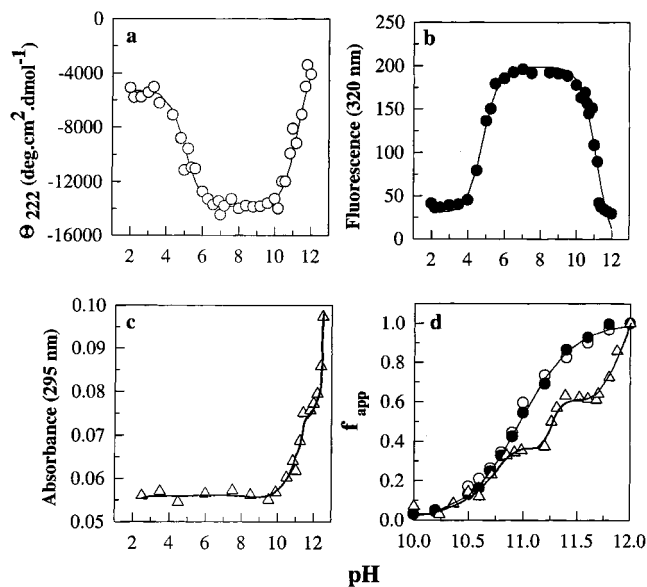 a
Θ222 (deg.cm².dmol⁻¹)
0
-4000
-8000
-12000
-16000
2 4 6 8 10 12
b
Fluorescence (320 nm)
250
200
150
100
50
0
2 4 6 8 10 12
c
Absorbance (295 nm)
0.10
0.09
0.08
0.07
0.06
0.05
2 4 6 8 10 12
d
f app
1.0
0.8
0.6
0.4
0.2
0.0
10.0 10.5 11.0 11.5 12.0
pH